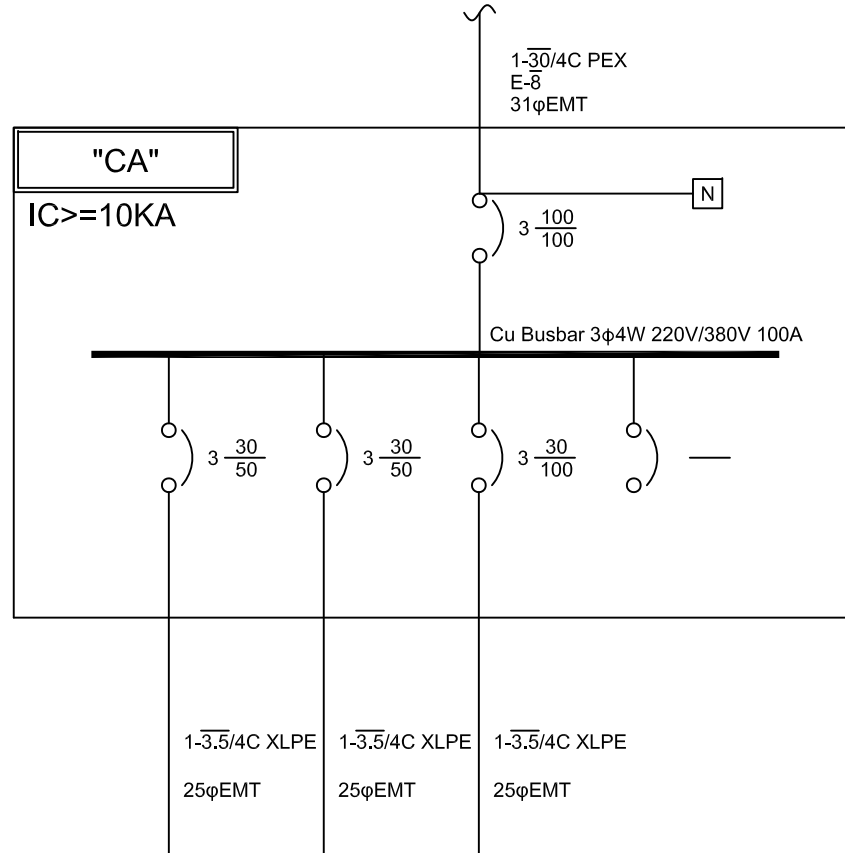 1-30/4C PEX
E-8
31φEMT
"CA"
IC>=10KA
N
3 100/100
Cu Busbar 3ϕ4W 220V/380V 100A
3 30/50
3 30/50
3 30/100
1-3.5/4C XLPE
25φEMT
1-3.5/4C XLPE
25φEMT
1-3.5/4C XLPE
25φEMT